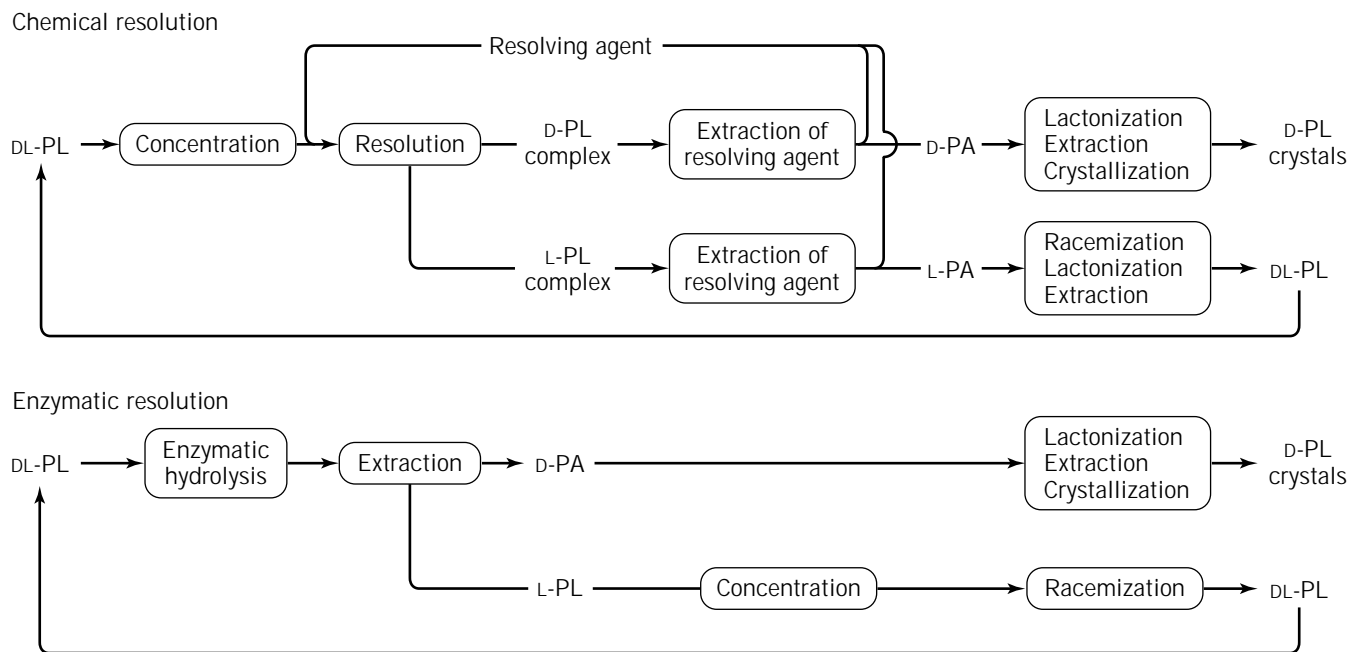 Chemical resolution
Resolving agent
DL-PL
Concentration
Resolution
D-PL
complex
Extraction of
resolving agent
D-PA
Lactonization
Extraction
Crystallization
D-PL
crystals
L-PL
complex
Extraction of
resolving agent
L-PA
Racemization
Lactonization
Extraction
DL-PL
Enzymatic resolution
DL-PL
Enzymatic
hydrolysis
Extraction
D-PA
Lactonization
Extraction
Crystallization
D-PL
crystals
L-PL
Concentration
Racemization
DL-PL